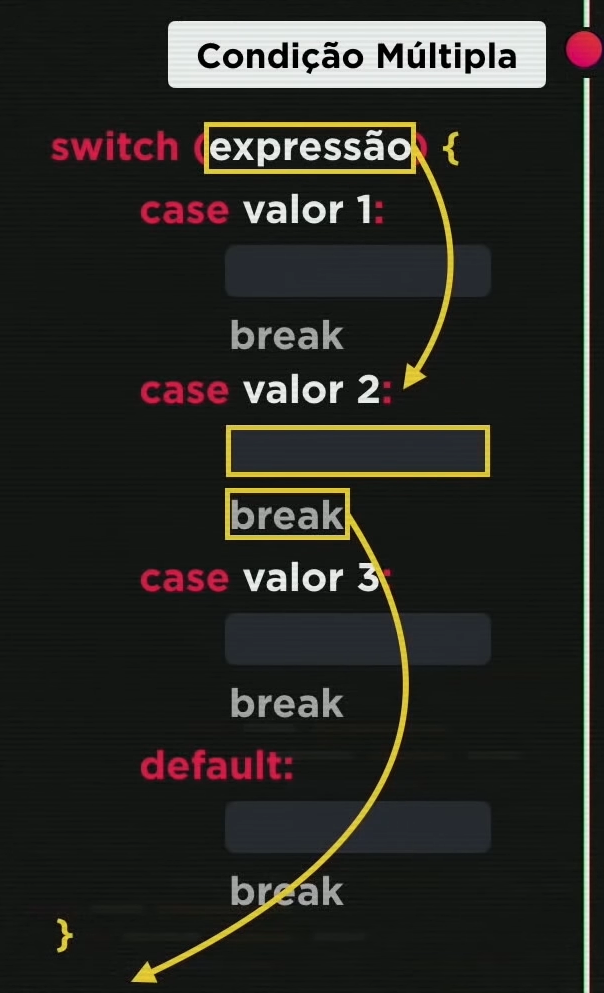 Condição Múltipla
switch (expressão) {
case valor 1:
break
case valor 2:
break
case valor 3:
break
default:
break
}